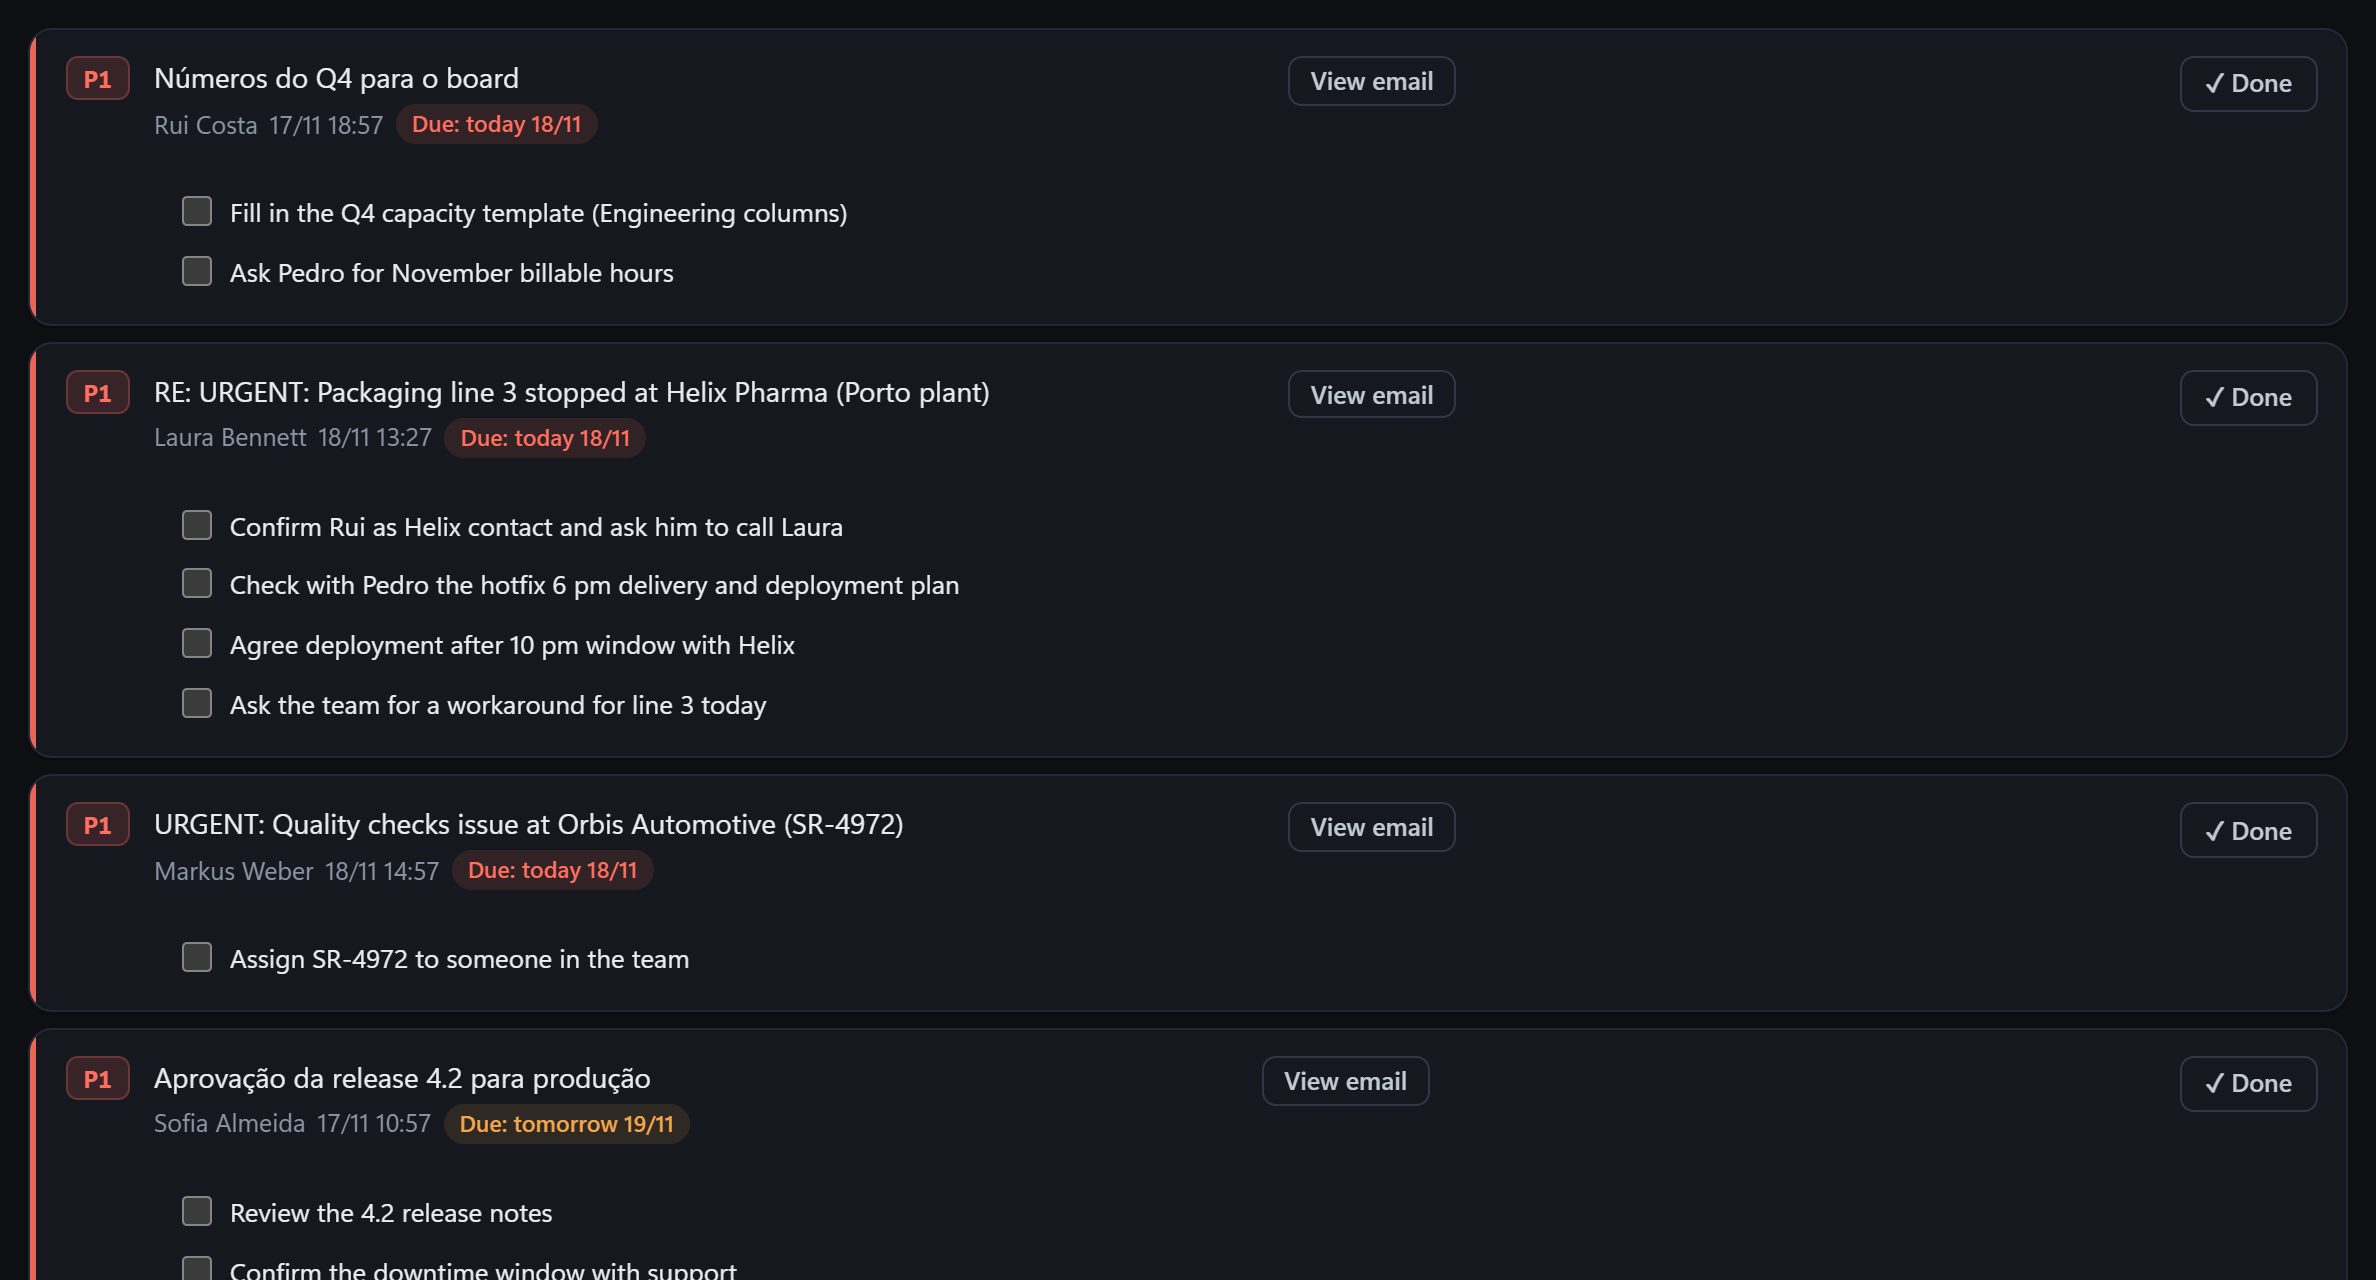 P1 Números do Q4 para o board View email ✓ Done
Rui Costa 17/11 18:57 Due: today 18/11
Fill in the Q4 capacity template (Engineering columns)
Ask Pedro for November billable hours
P1 RE: URGENT: Packaging line 3 stopped at Helix Pharma (Porto plant) View email ✓ Done
Laura Bennett 18/11 13:27 Due: today 18/11
Confirm Rui as Helix contact and ask him to call Laura
Check with Pedro the hotfix 6 pm delivery and deployment plan
Agree deployment after 10 pm window with Helix
Ask the team for a workaround for line 3 today
P1 URGENT: Quality checks issue at Orbis Automotive (SR-4972) View email ✓ Done
Markus Weber 18/11 14:57 Due: today 18/11
Assign SR-4972 to someone in the team
P1 Aprovação da release 4.2 para produção View email ✓ Done
Sofia Almeida 17/11 10:57 Due: tomorrow 19/11
Review the 4.2 release notes
Confirm the downtime window with support